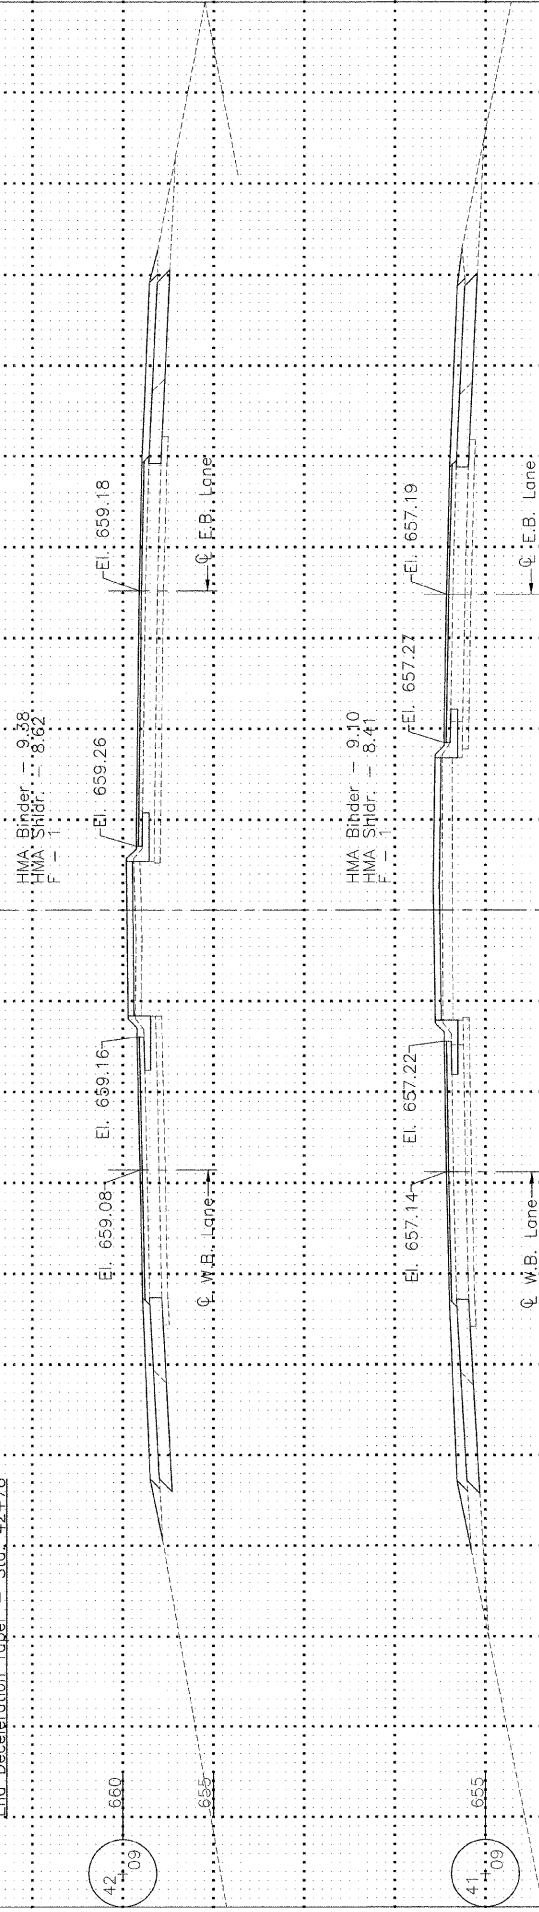 End Deceleration Taper - Sta. 42+78
42
+
09
660
655
HMA Binder - 9.38
HMA Shldr. - 8.62
F - 1
El. 659.08
El. 659.16
El. 659.26
El. 659.18
℄ W.B. Lane
℄ E.B. Lane
41
+
09
655
HMA Binder - 9.10
HMA Shldr. - 8.41
F - 1
El. 657.14
El. 657.22
El. 657.27
El. 657.19
℄ W.B. Lane
℄ E.B. Lane